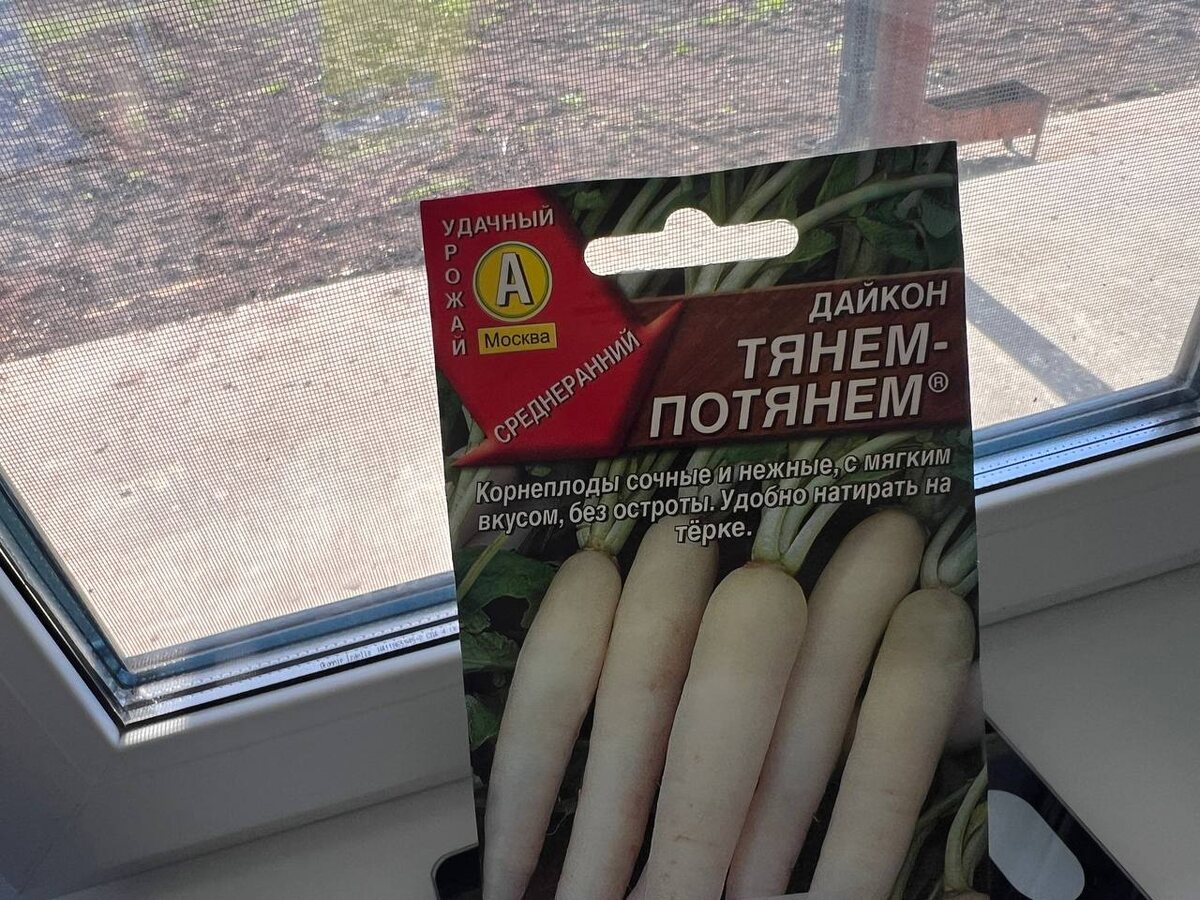 УДАЧНЫЙ
УРОЖАЙ
А
Москва
СРЕДНЕРАННИЙ
ДАЙКОН
ТЯНЕМ-
ПОТЯНЕМ®
Корнеплоды сочные и нежные, с мягким
вкусом, без остроты. Удобно натирать на
тёрке.